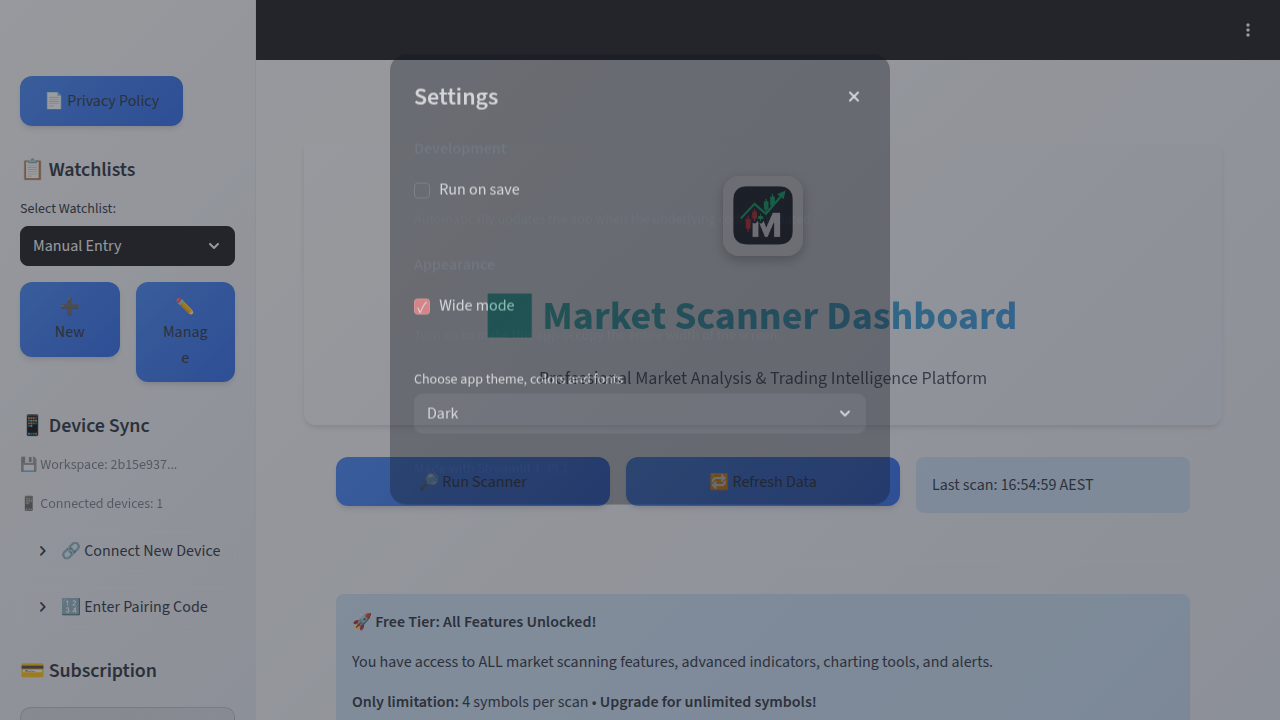 📄 Privacy Policy
📋 Watchlists
Select Watchlist:
Manual Entry
➕
New
✏️
Manag
e
📱 Device Sync
💾 Workspace: 2b15e937...
📱 Connected devices: 1
🔗 Connect New Device
🔢 Enter Pairing Code
💳 Subscription
Settings
Development
Run on save
Appearance
Wide mode
Choose app theme, colors and fonts
Dark
M
Market Scanner Dashboard
Professional Market Analysis & Trading Intelligence Platform
🔎 Run Scanner
🔁 Refresh Data
Last scan: 16:54:59 AEST
🚀 Free Tier: All Features Unlocked!
You have access to ALL market scanning features, advanced indicators, charting tools, and alerts.
Only limitation: 4 symbols per scan • Upgrade for unlimited symbols!